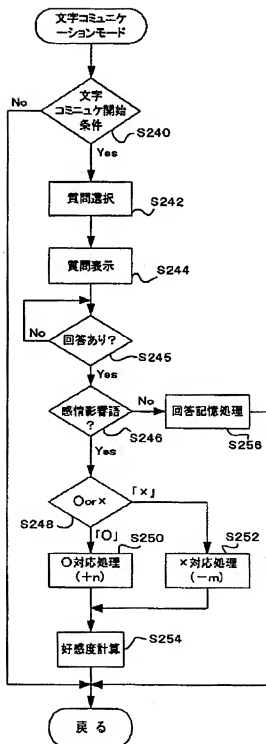 文字コミュニケ
ーションモード
No
文字
コミニュケ開始
条件
S240
Yes
質問選択
S242
質問表示
S244
No
回答あり?
S245
Yes
感情影響語
?
No
S246
回答記憶処理
S256
Yes
○or×
「×」
S248
「○」
S250
○対応処理
(+n)
S252
×対応処理
(-m)
S254
好感度計算
戻る